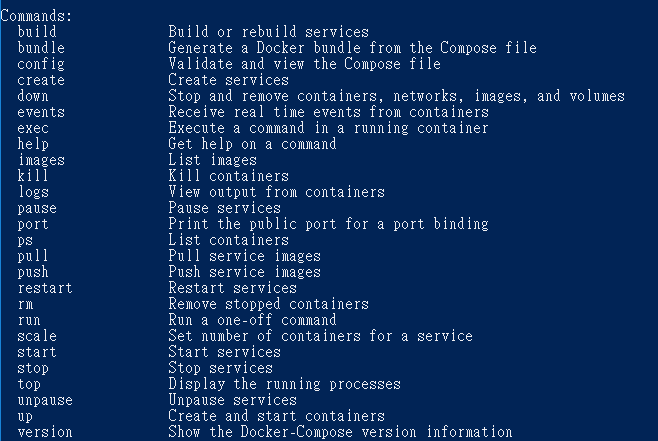 Commands:
  build              Build or rebuild services
  bundle             Generate a Docker bundle from the Compose file
  config             Validate and view the Compose file
  create             Create services
  down               Stop and remove containers, networks, images, and volumes
  events             Receive real time events from containers
  exec               Execute a command in a running container
  help               Get help on a command
  images             List images
  kill               Kill containers
  logs               View output from containers
  pause              Pause services
  port               Print the public port for a port binding
  ps                 List containers
  pull               Pull service images
  push               Push service images
  restart            Restart services
  rm                 Remove stopped containers
  run                Run a one-off command
  scale              Set number of containers for a service
  start              Start services
  stop               Stop services
  top                Display the running processes
  unpause            Unpause services
  up                 Create and start containers
  version            Show the Docker-Compose version information